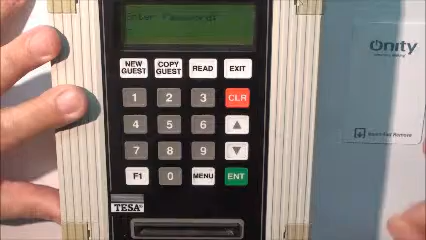 Enter Password:
Onity
NEW GUEST
COPY GUEST
READ
EXIT
1
2
3
CLR
4
5
6
▲
7
8
9
▼
F1
0
MENU
ENT
TESA